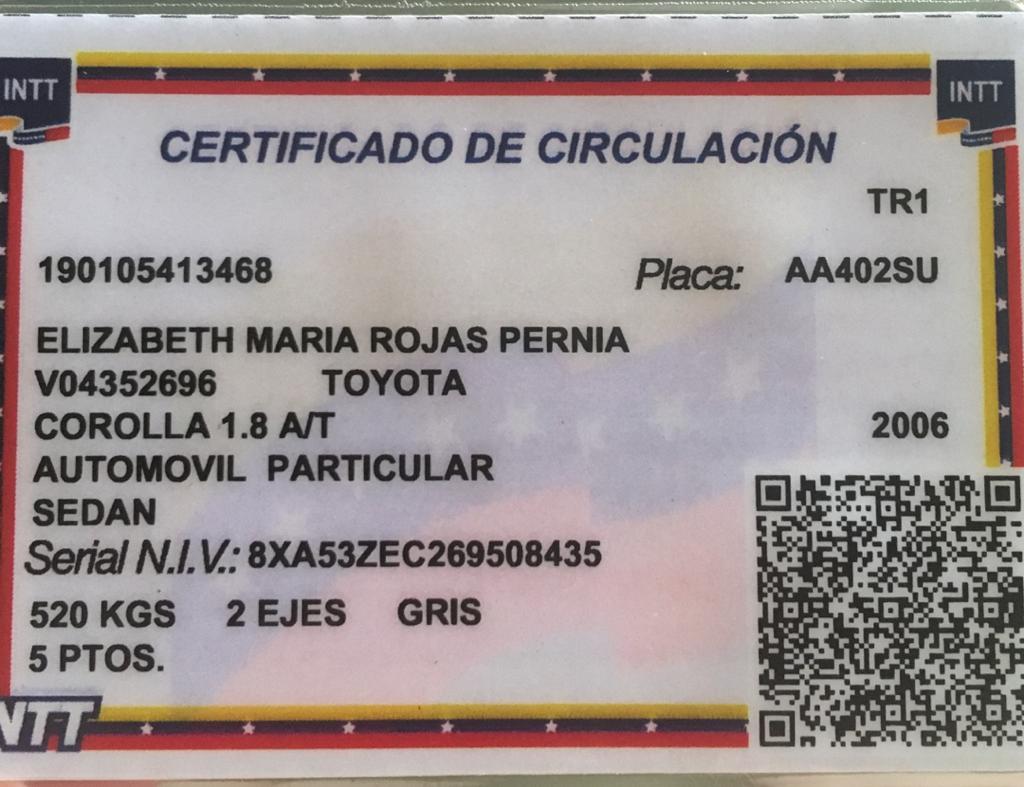 INTT
INTT
CERTIFICADO DE CIRCULACIÓN
TR1
190105413468 Placa: AA402SU
ELIZABETH MARIA ROJAS PERNIA
V04352696 TOYOTA
COROLLA 1.8 A/T 2006
AUTOMOVIL PARTICULAR
SEDAN
Serial N.I.V.: 8XA53ZEC269508435
520 KGS 2 EJES GRIS
5 PTOS.
NTT